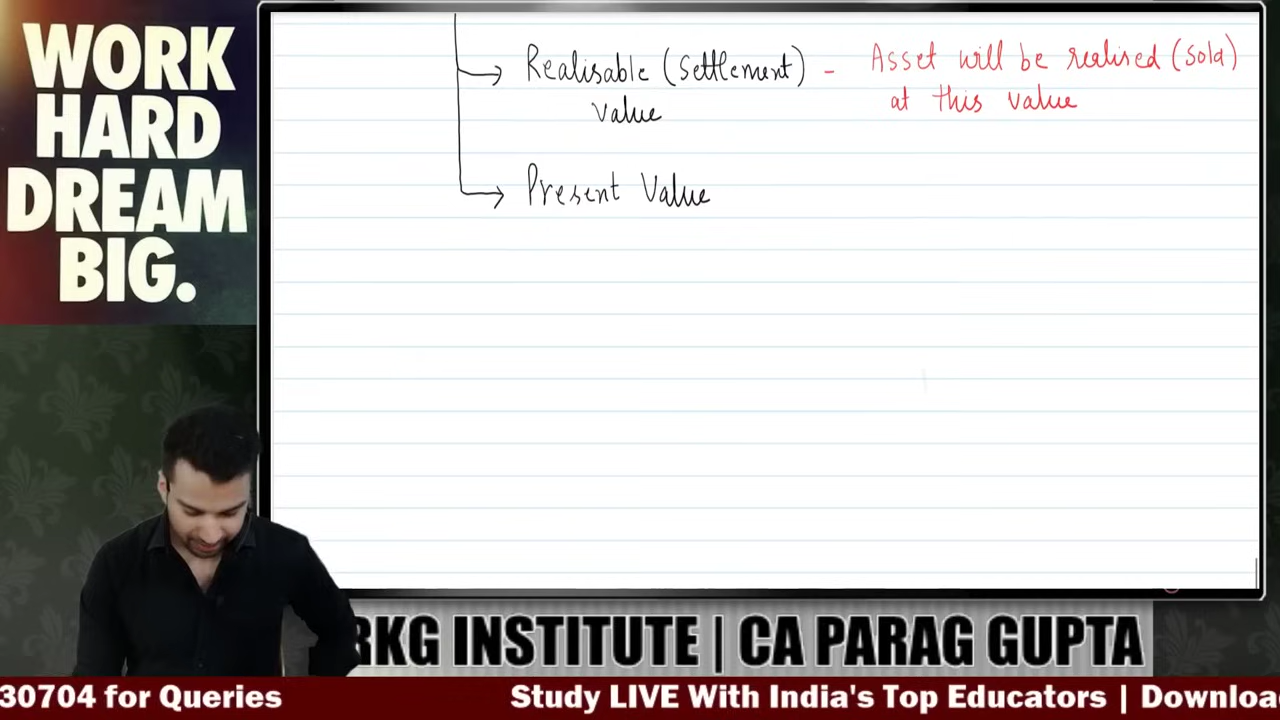 WORK
HARD
DREAM
BIG.
Realisable (Settlement) - Asset will be realised (sold)
value at this value
Present Value
RKG INSTITUTE | CA PARAG GUPTA
30704 for Queries Study LIVE With India's Top Educators |